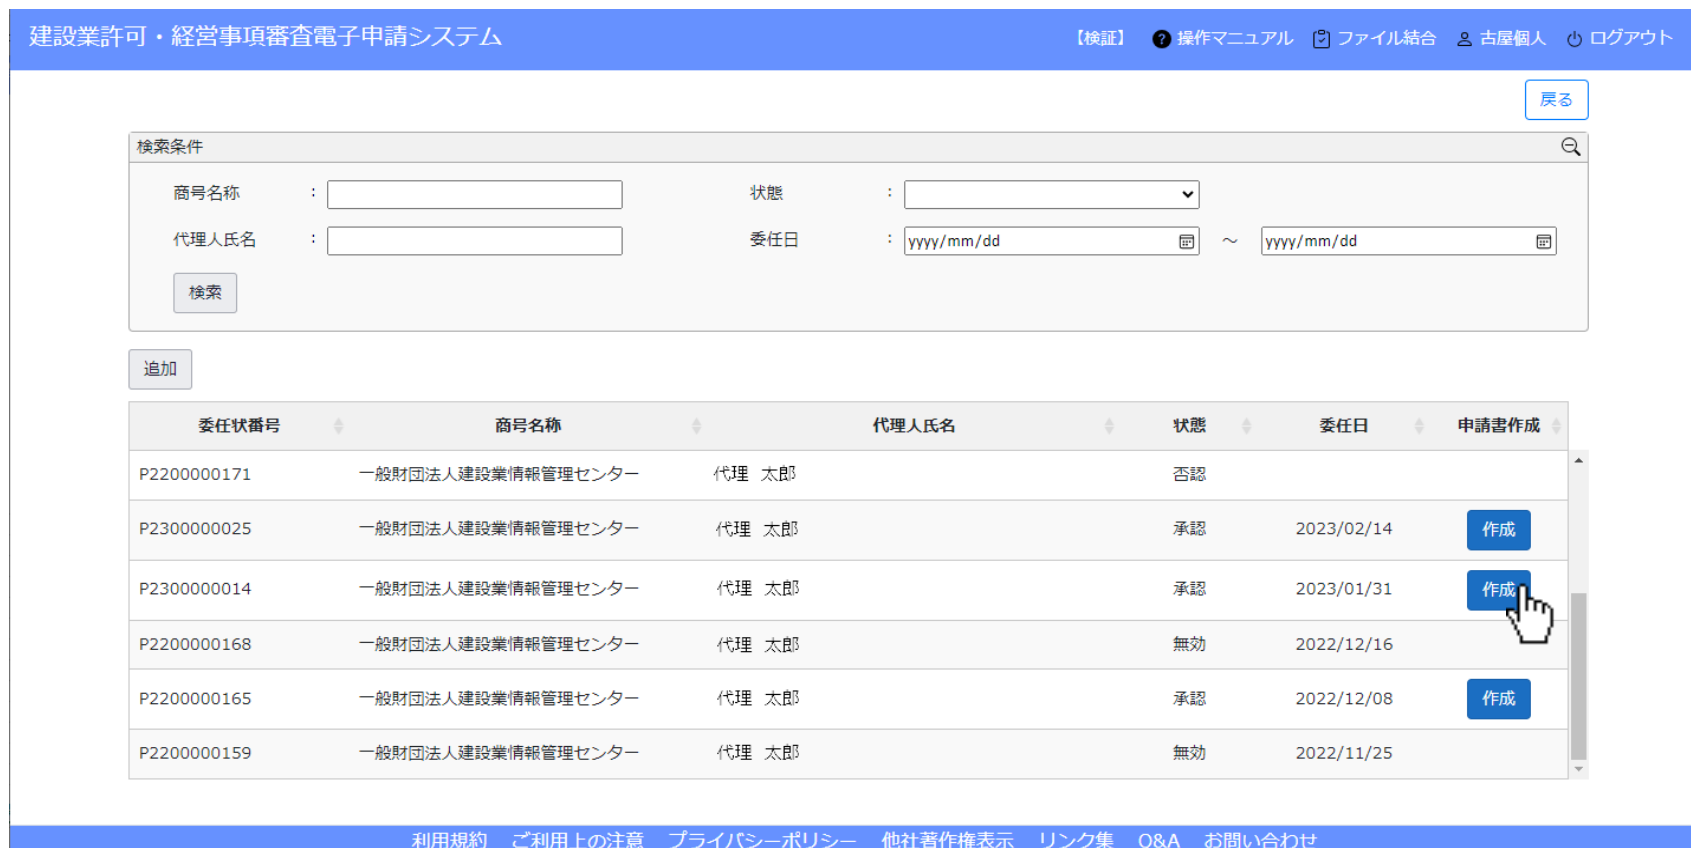 建設業許可・経営事項審査電子申請システム 【検証】 操作マニュアル ファイル結合 古屋個人 ログアウト
戻る
検索条件
商号名称 : 状態 :
代理人氏名 : 委任日 : yyyy/mm/dd ～ yyyy/mm/dd
検索
追加
委任状番号 商号名称 代理人氏名 状態 委任日 申請書作成
P2200000171 一般財団法人建設業情報管理センター 代理 太郎 否認
P2300000025 一般財団法人建設業情報管理センター 代理 太郎 承認 2023/02/14 作成
P2300000014 一般財団法人建設業情報管理センター 代理 太郎 承認 2023/01/31 作成
P2200000168 一般財団法人建設業情報管理センター 代理 太郎 無効 2022/12/16
P2200000165 一般財団法人建設業情報管理センター 代理 太郎 承認 2022/12/08 作成
P2200000159 一般財団法人建設業情報管理センター 代理 太郎 無効 2022/11/25
利用規約 ご利用上の注意 プライバシーポリシー 他社著作権表示 リンク集 Q&A お問い合わせ